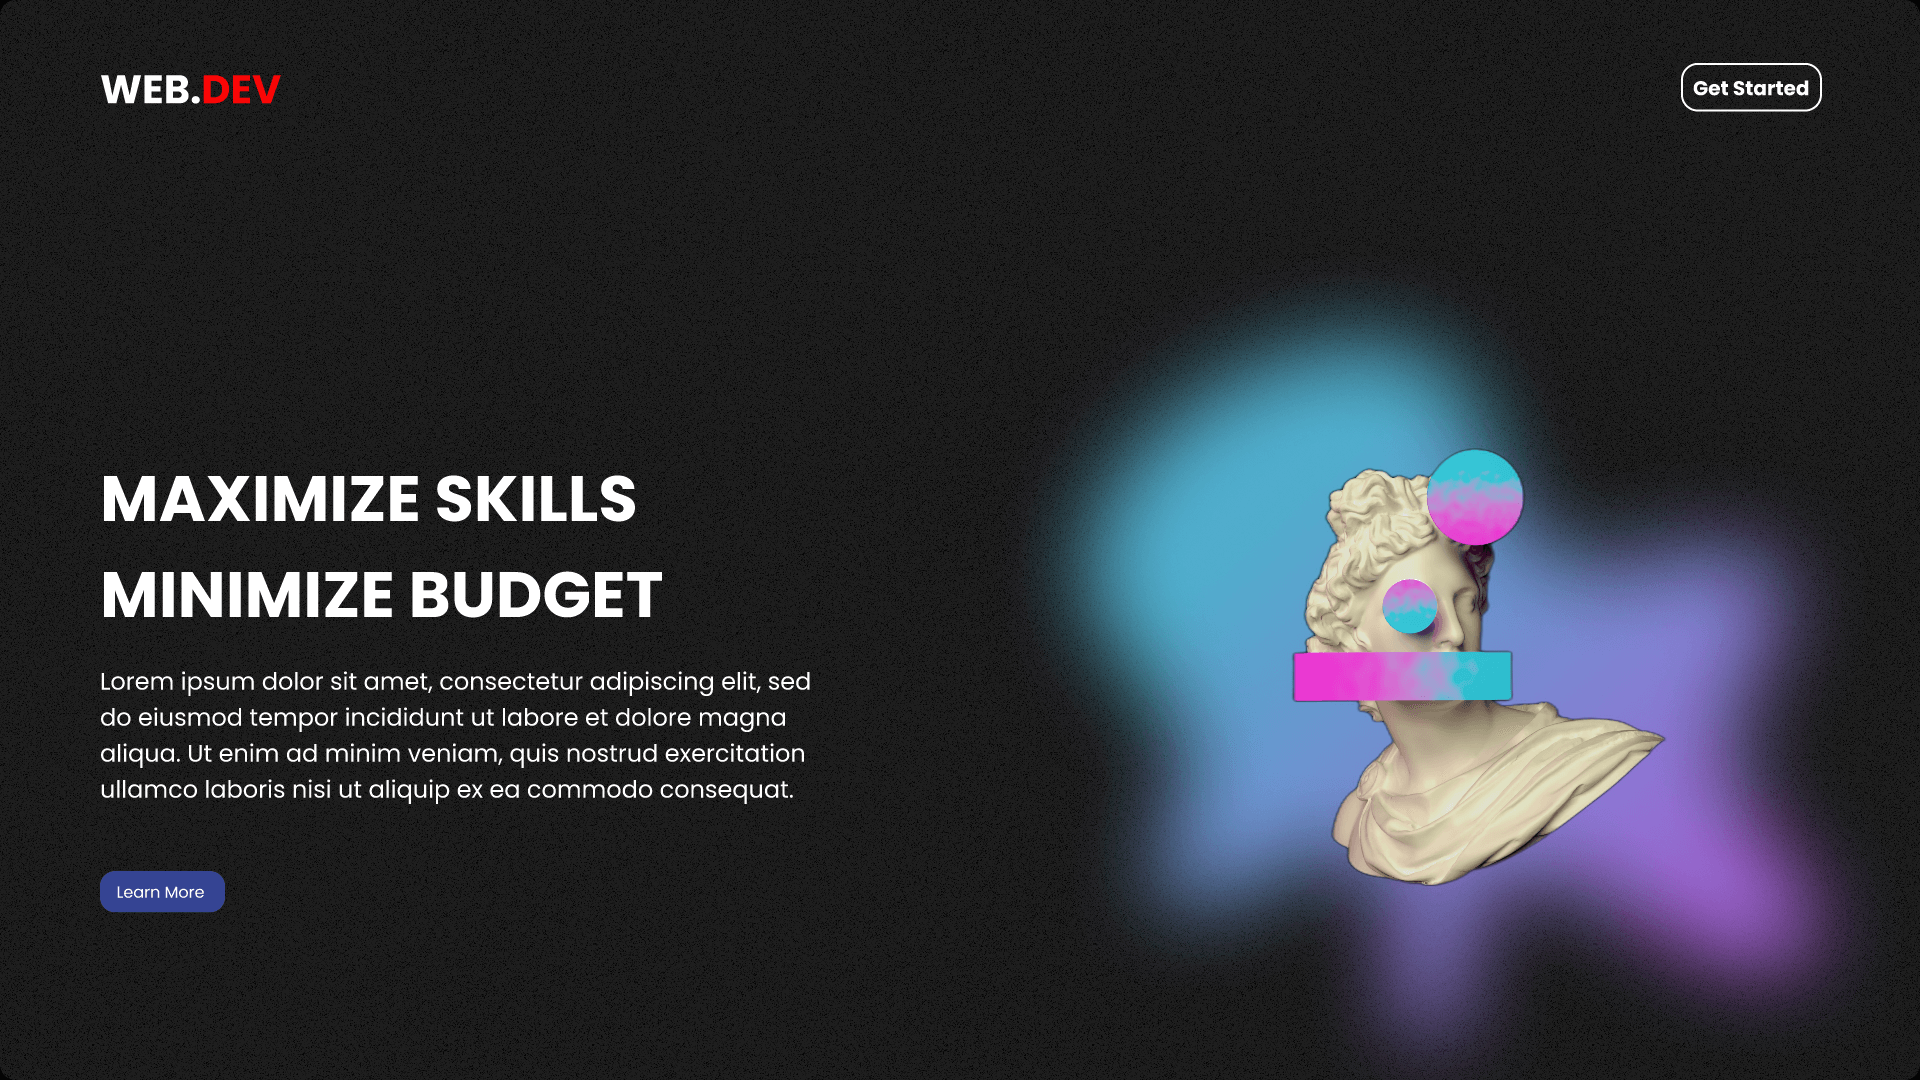 WEB.DEV
Get Started
MAXIMIZE SKILLS
MINIMIZE BUDGET
Lorem ipsum dolor sit amet, consectetur adipiscing elit, sed
do eiusmod tempor incididunt ut labore et dolore magna
aliqua. Ut enim ad minim veniam, quis nostrud exercitation
ullamco laboris nisi ut aliquip ex ea commodo consequat.
Learn More